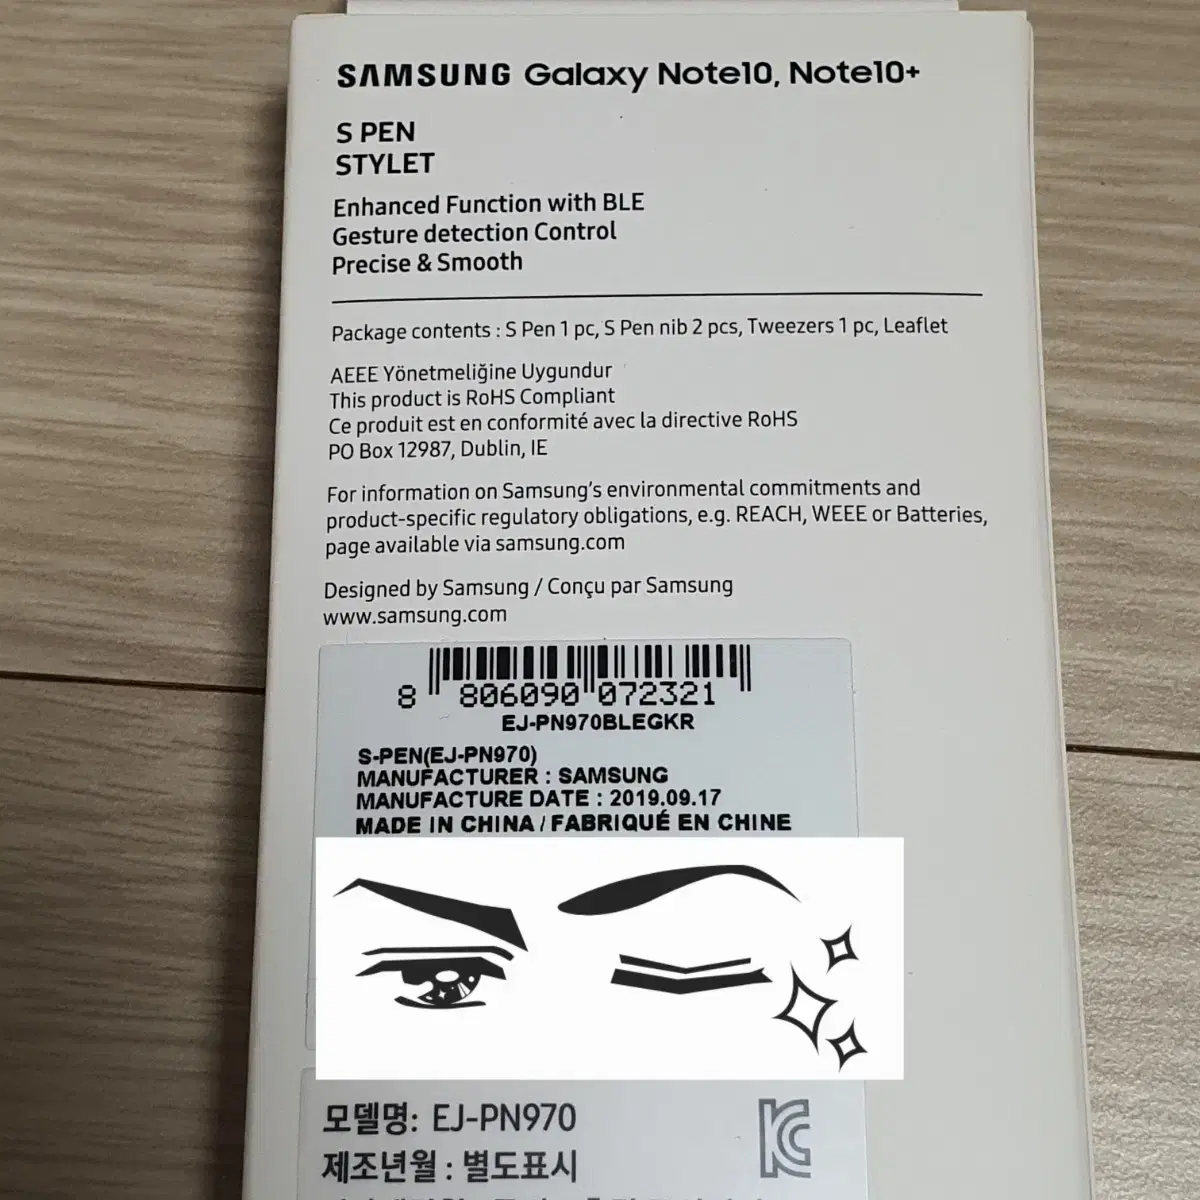 SAMSUNG Galaxy Note10, Note10+
S PEN
STYLET
Enhanced Function with BLE
Gesture detection Control
Precise & Smooth
Package contents : S Pen 1 pc, S Pen nib 2 pcs, Tweezers 1 pc, Leaflet
AEEE Yönetmeliğine Uygundur
This product is RoHS Compliant
Ce produit est en conformité avec la directive RoHS
PO Box 12987, Dublin, IE
For information on Samsung's environmental commitments and
product-specific regulatory obligations, e.g. REACH, WEEE or Batteries,
page available via samsung.com
Designed by Samsung / Conçu par Samsung
www.samsung.com
8 806090 072321
EJ-PN970BLEGKR
S-PEN(EJ-PN970)
MANUFACTURER : SAMSUNG
MANUFACTURE DATE : 2019.09.17
MADE IN CHINA / FABRIQUÉ EN CHINE
모델명: EJ-PN970
제조년월 : 별도표시